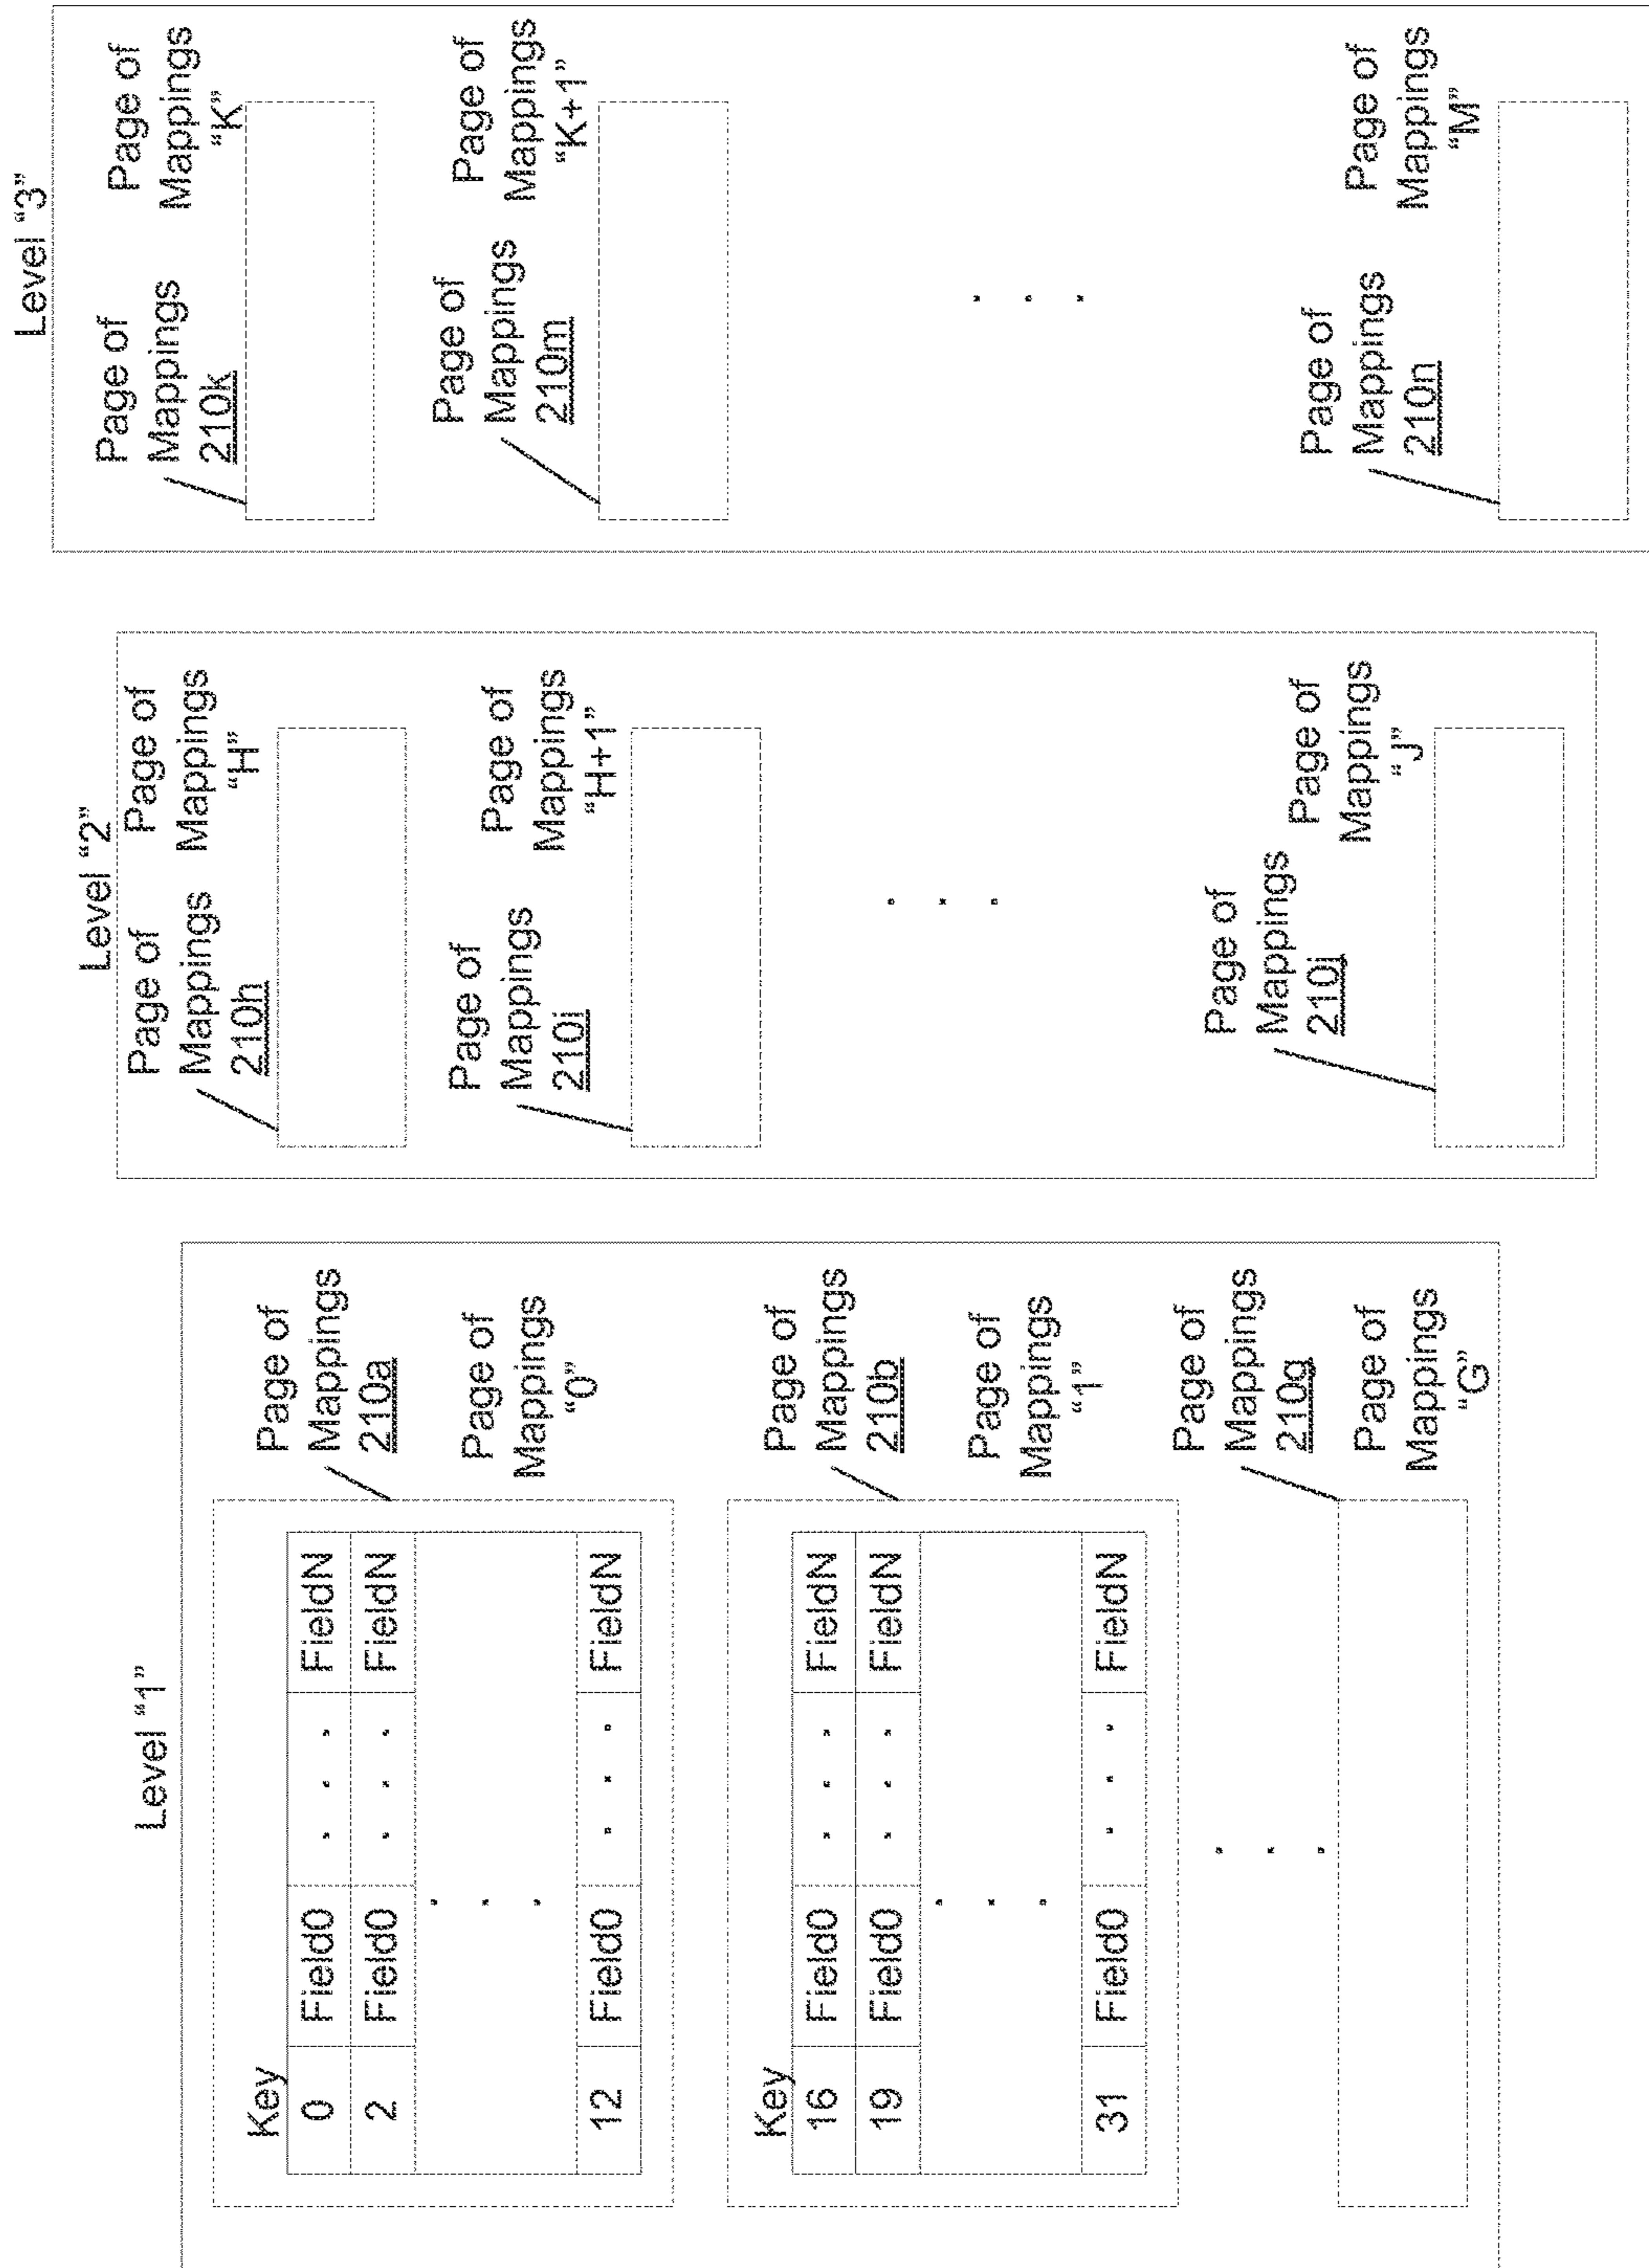 Level “1”
Key
0 Field0 . . . FieldN
2 Field0 . . . FieldN
. . .
12 Field0 . . . FieldN
Page of
Mappings
210a
Page of
Mappings
“0”
Key
16 Field0 . . . FieldN
19 Field0 . . . FieldN
. . .
31 Field0 . . . FieldN
Page of
Mappings
210b
Page of
Mappings
“1”
. . .
Page of
Mappings
210g
Page of
Mappings
“G”
Level “2”
Page of
Mappings
210h
Page of
Mappings
“H”
Page of
Mappings
210i
Page of
Mappings
“H+1”
. . .
Page of
Mappings
210j
Page of
Mappings
“J”
Level “3”
Page of
Mappings
210k
Page of
Mappings
“K”
Page of
Mappings
210m
Page of
Mappings
“K+1”
. . .
Page of
Mappings
210n
Page of
Mappings
“M”